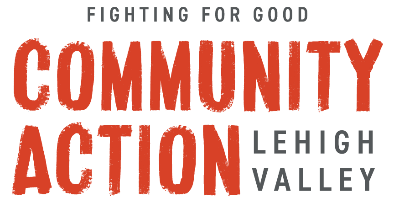 FIGHTING FOR GOOD
COMMUNITY
ACTION
LEHIGH
VALLEY